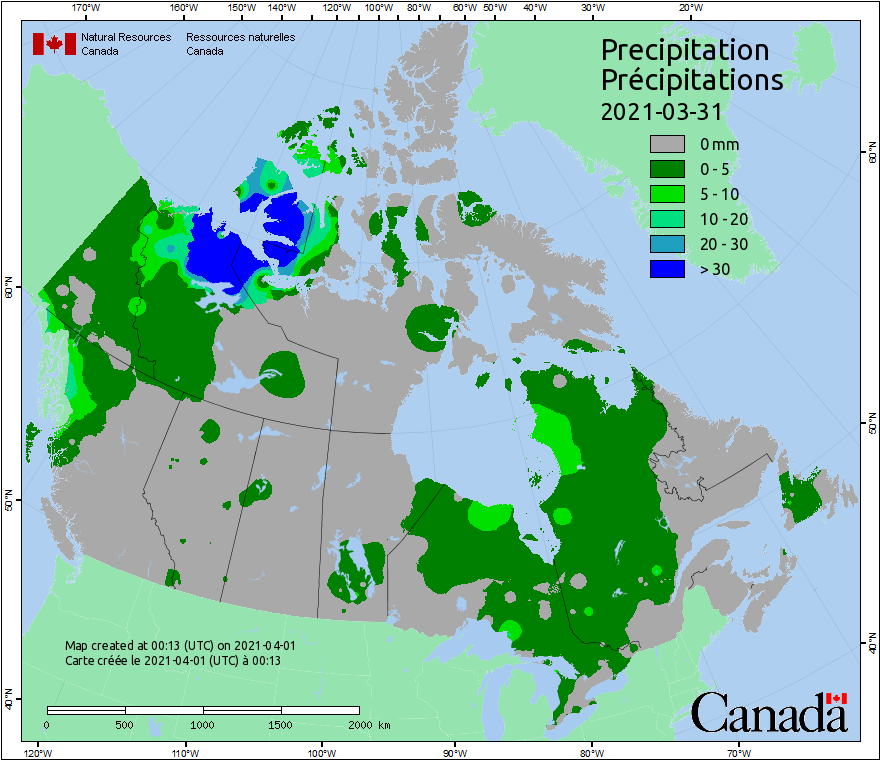 170°W 160°W 150°W 140°W 120°W 100°W 80°W 60°W 50°W 40°W 30°W 20°W
Natural Resources Ressources naturelles
Canada Canada
Precipitation
Précipitations
2021-03-31
0 mm
0 - 5
5 - 10
10 - 20
20 - 30
> 30
60°N
60°N
50°N
50°N
40°N
40°N
Map created at 00:13 (UTC) on 2021-04-01
Carte créée le 2021-04-01 (UTC) à 00:13
0 500 1000 1500 2000 km
Canada
120°W 110°W 100°W 90°W 80°W 70°W